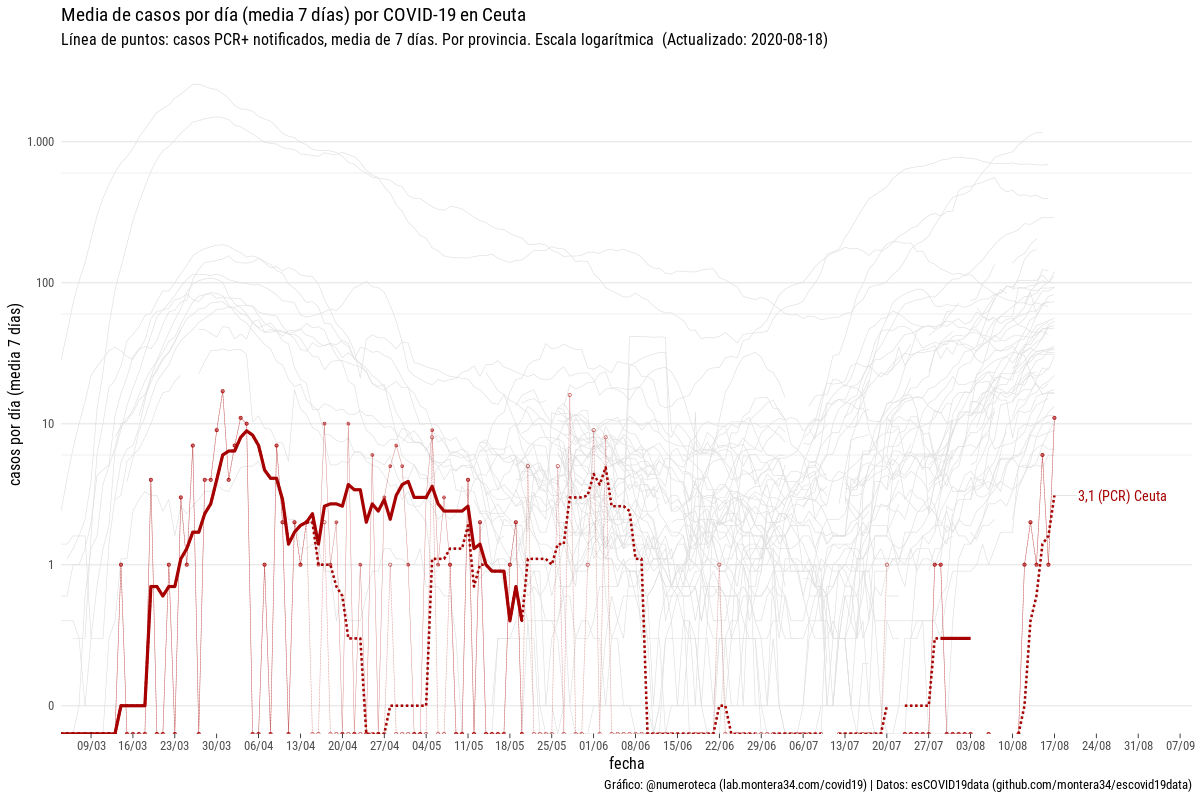 Media de casos por día (media 7 días) por COVID-19 en Ceuta
Línea de puntos: casos PCR+ notificados, media de 7 días. Por provincia. Escala logarítmica  (Actualizado: 2020-08-18)
casos por día (media 7 días)
1.000
100
10
1
0
3,1 (PCR) Ceuta
09/03 16/03 23/03 30/03 06/04 13/04 20/04 27/04 04/05 11/05 18/05 25/05 01/06 08/06 15/06 22/06 29/06 06/07 13/07 20/07 27/07 03/08 10/08 17/08 24/08 31/08 07/09
fecha
Gráfico: @numeroteca (lab.montera34.com/covid19) | Datos: esCOVID19data (github.com/montera34/escovid19data)